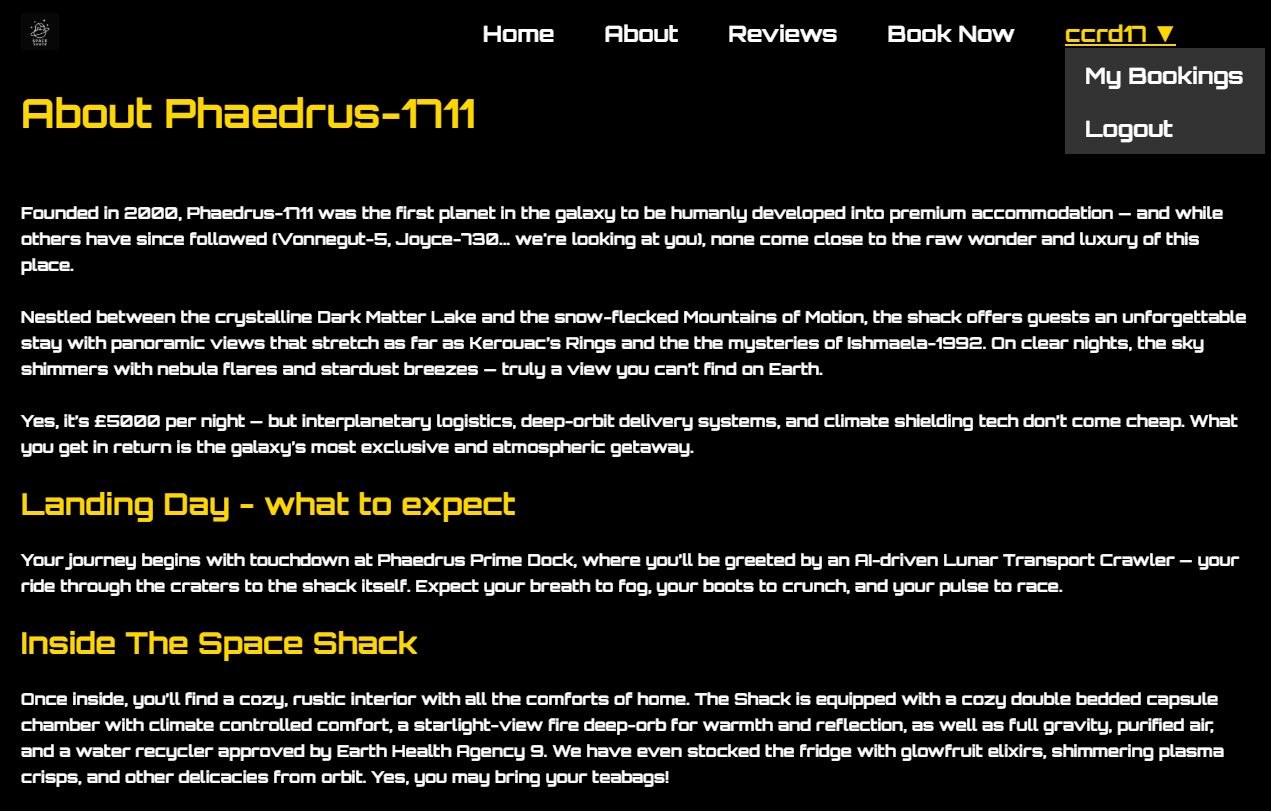 SPACE
SHACK
Home About Reviews Book Now ccrd17 ▼
My Bookings
Logout
About Phaedrus-1711
Founded in 2000, Phaedrus-1711 was the first planet in the galaxy to be humanly developed into premium accommodation — and while
others have since followed (Vonnegut-5, Joyce-730... we're looking at you), none come close to the raw wonder and luxury of this
place.
Nestled between the crystalline Dark Matter Lake and the snow-flecked Mountains of Motion, the shack offers guests an unforgettable
stay with panoramic views that stretch as far as Kerouac's Rings and the the mysteries of Ishmaela-1992. On clear nights, the sky
shimmers with nebula flares and stardust breezes — truly a view you can't find on Earth.
Yes, it's £5000 per night — but interplanetary logistics, deep-orbit delivery systems, and climate shielding tech don't come cheap. What
you get in return is the galaxy's most exclusive and atmospheric getaway.
Landing Day - what to expect
Your journey begins with touchdown at Phaedrus Prime Dock, where you'll be greeted by an AI-driven Lunar Transport Crawler — your
ride through the craters to the shack itself. Expect your breath to fog, your boots to crunch, and your pulse to race.
Inside The Space Shack
Once inside, you'll find a cozy, rustic interior with all the comforts of home. The Shack is equipped with a cozy double bedded capsule
chamber with climate controlled comfort, a starlight-view fire deep-orb for warmth and reflection, as well as full gravity, purified air,
and a water recycler approved by Earth Health Agency 9. We have even stocked the fridge with glowfruit elixirs, shimmering plasma
crisps, and other delicacies from orbit. Yes, you may bring your teabags!